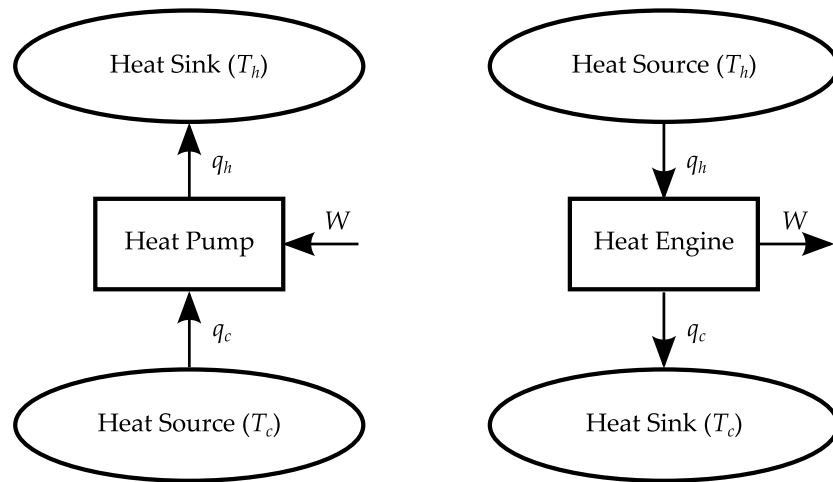 Heat Sink (T_h)
q_h
Heat Pump
W
q_c
Heat Source (T_c)
Heat Source (T_h)
q_h
Heat Engine
W
q_c
Heat Sink (T_c)